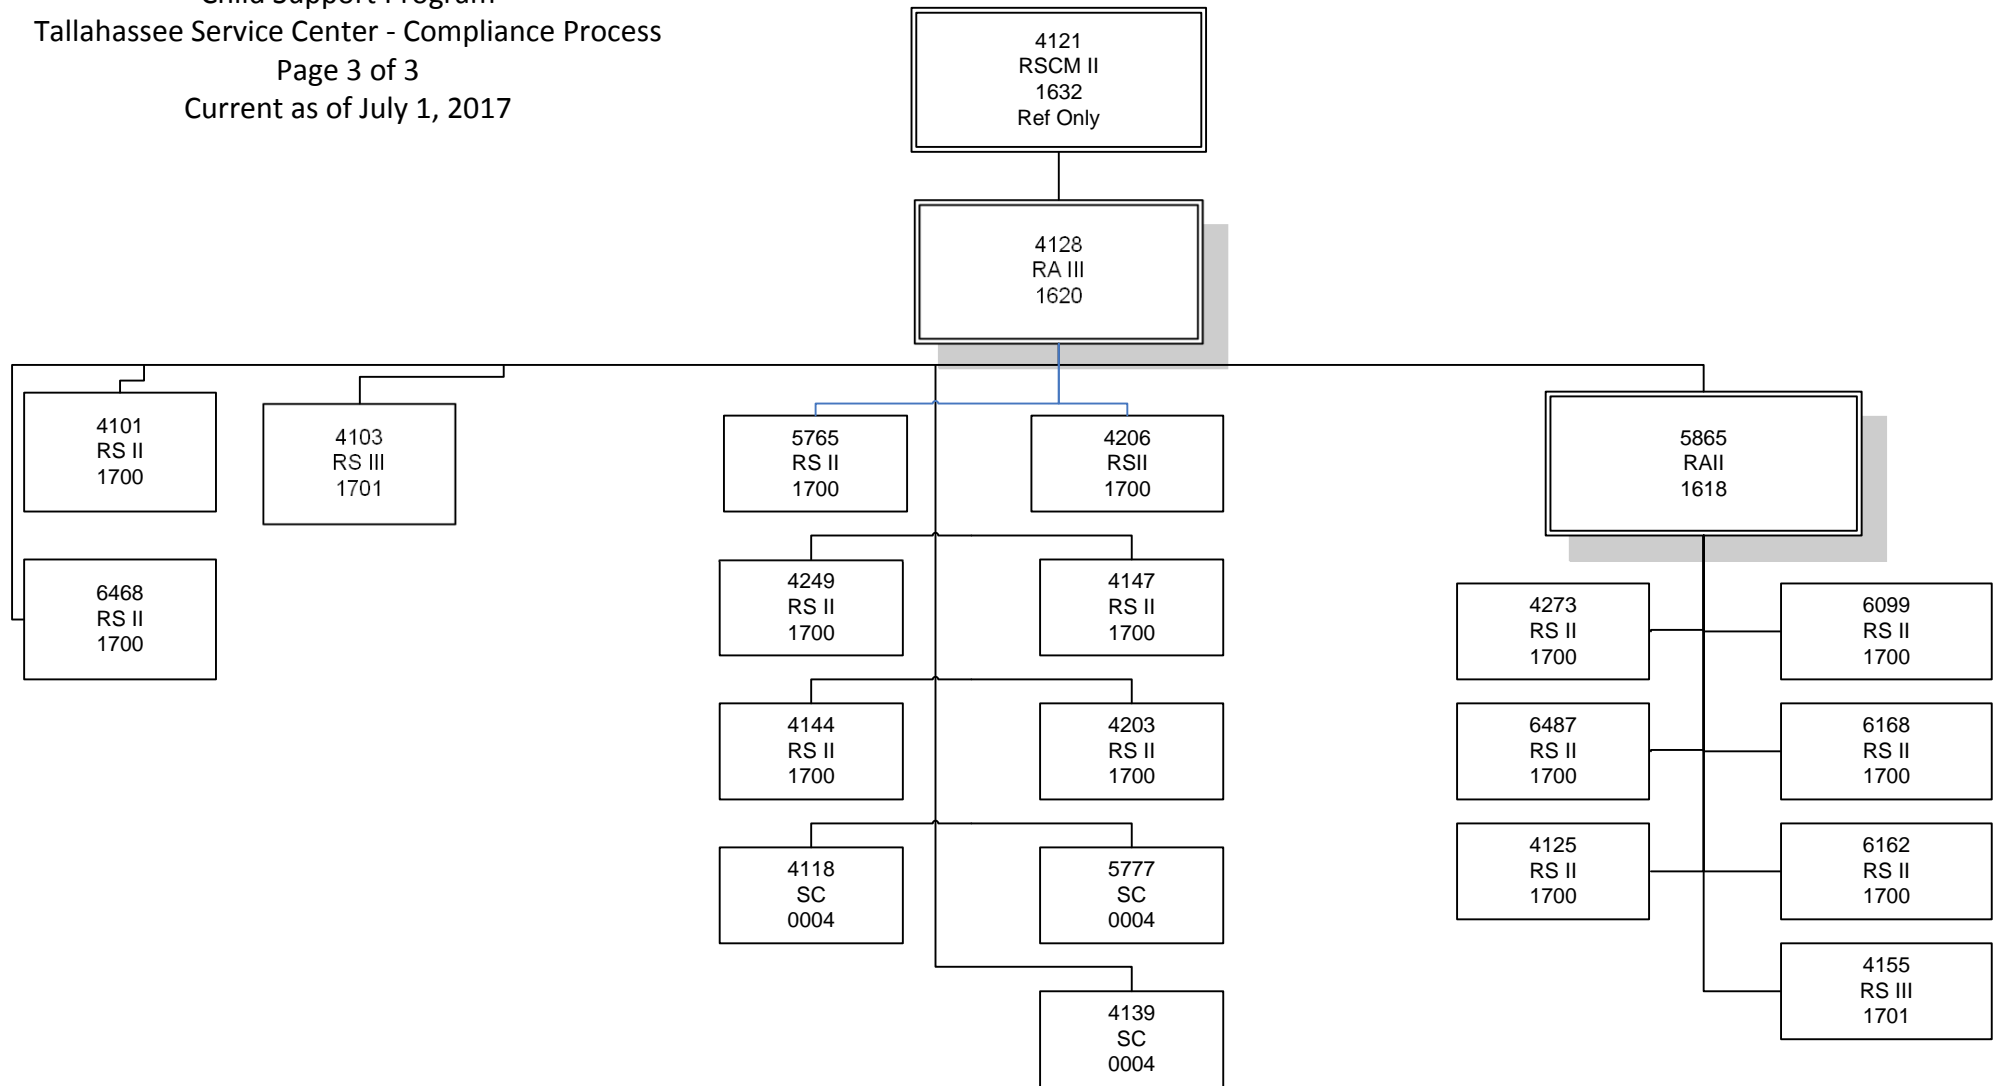 Child Support Program
Tallahassee Service Center - Compliance Process
Page 3 of 3
Current as of July 1, 2017
4121
RSCM II
1632
Ref Only
4128
RA III
1620
4101
RS II
1700
4103
RS III
1701
5765
RS II
1700
4206
RSII
1700
5865
RAII
1618
6468
RS II
1700
4249
RS II
1700
4147
RS II
1700
4273
RS II
1700
6099
RS II
1700
4144
RS II
1700
4203
RS II
1700
6487
RS II
1700
6168
RS II
1700
4118
SC
0004
5777
SC
0004
4125
RS II
1700
6162
RS II
1700
4139
SC
0004
4155
RS III
1701